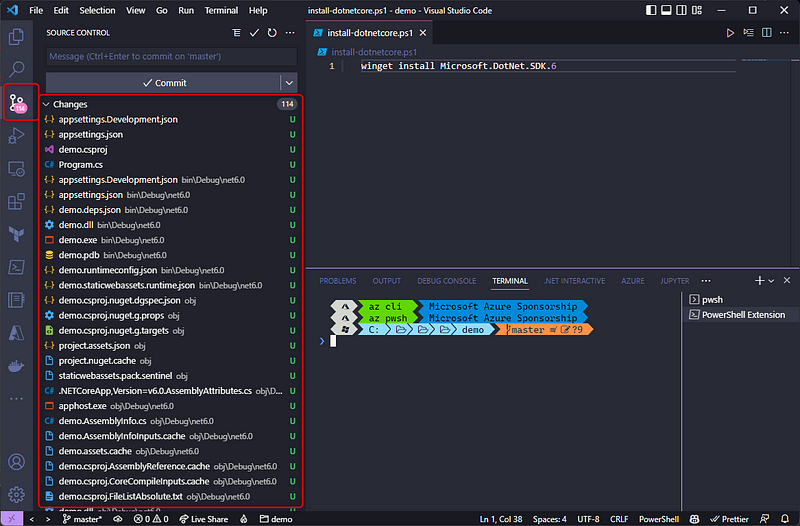 File Edit Selection View Go Run Terminal Help install-dotnetcore.ps1 - demo - Visual Studio Code
SOURCE CONTROL
Message (Ctrl+Enter to commit on 'master')
Commit
Changes 114
114
appsettings.Development.json U
appsettings.json U
demo.csproj U
Program.cs U
appsettings.Development.json bin\Debug\net6.0 U
appsettings.json bin\Debug\net6.0 U
demo.deps.json bin\Debug\net6.0 U
demo.dll bin\Debug\net6.0 U
demo.exe bin\Debug\net6.0 U
demo.pdb bin\Debug\net6.0 U
demo.runtimeconfig.json bin\Debug\net6.0 U
demo.staticwebassets.runtime.json bin\Debug\net6.0 U
demo.csproj.nuget.dgspec.json obj U
demo.csproj.nuget.g.props obj U
demo.csproj.nuget.g.targets obj U
project.assets.json obj U
project.nuget.cache obj U
staticwebassets.pack.sentinel obj U
.NETCoreApp,Version=v6.0.AssemblyAttributes.cs obj\D... U
apphost.exe obj\Debug\net6.0 U
demo.AssemblyInfo.cs obj\Debug\net6.0 U
demo.AssemblyInfoInputs.cache obj\Debug\net6.0 U
demo.assets.cache obj\Debug\net6.0 U
demo.csproj.AssemblyReference.cache obj\Debug\net6.0 U
demo.csproj.CoreCompileInputs.cache obj\Debug\net6.0 U
demo.csproj.FileListAbsolute.txt obj\Debug\net6.0 U
install-dotnetcore.ps1
install-dotnetcore.ps1
1 winget install Microsoft.DotNet.SDK.6
PROBLEMS OUTPUT DEBUG CONSOLE TERMINAL .NET INTERACTIVE AZURE JUPYTER
az cli Microsoft Azure Sponsorship
az pwsh Microsoft Azure Sponsorship
C: demo master ≢ ?9
❯
pwsh
PowerShell Extension
master* 0 0 Live Share demo Ln 1, Col 38 Spaces: 4 UTF-8 CRLF PowerShell Prettier